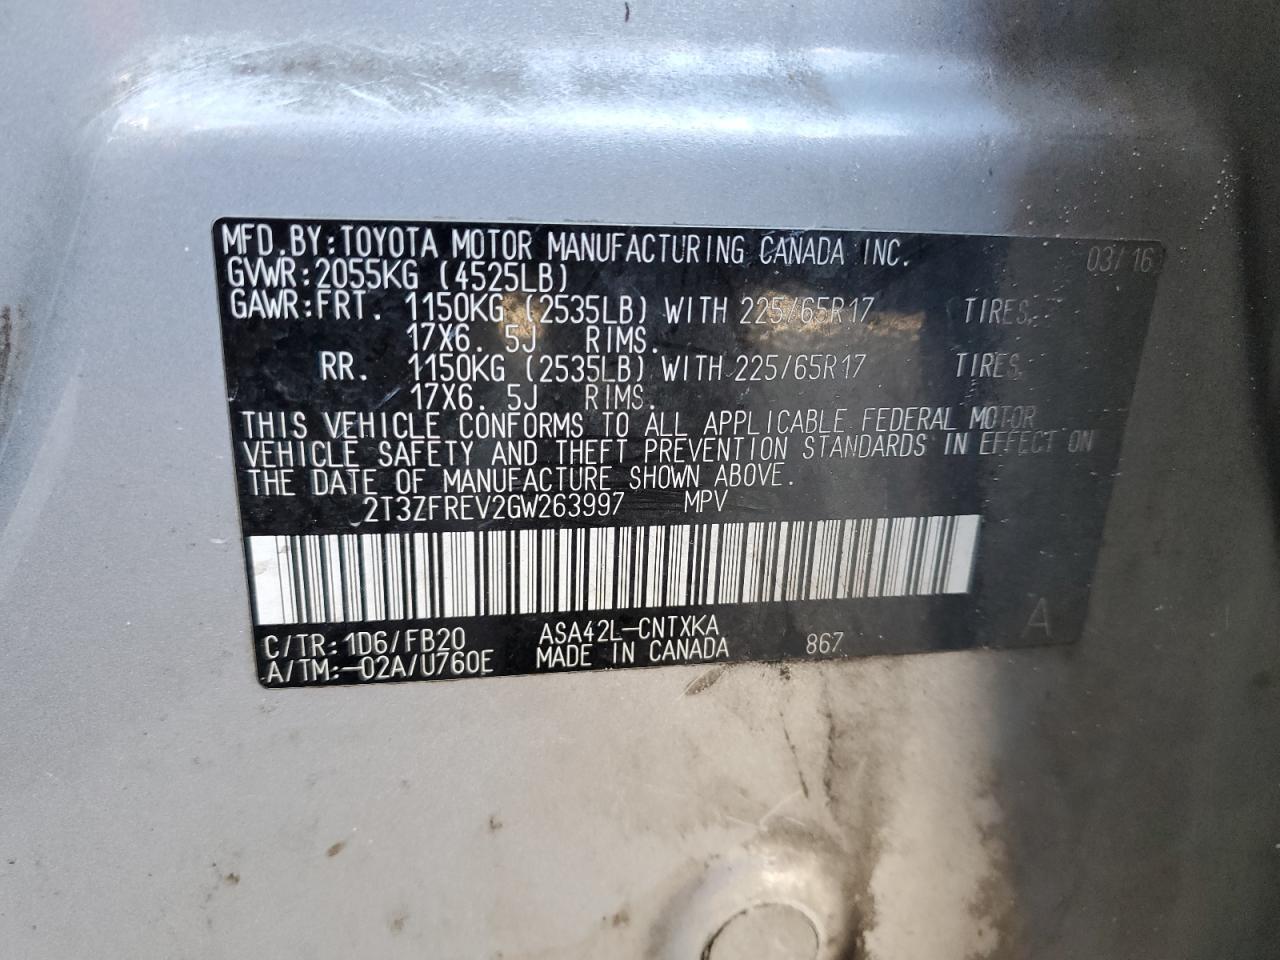 MFD.BY:TOYOTA MOTOR MANUFACTURING CANADA INC. 03/16
GVWR:2055KG (4525LB)
GAWR:FRT. 1150KG (2535LB) WITH 225/65R17 TIRES,
17X6.5J RIMS.
RR. 1150KG (2535LB) WITH 225/65R17 TIRES,
17X6.5J RIMS.
THIS VEHICLE CONFORMS TO ALL APPLICABLE FEDERAL MOTOR
VEHICLE SAFETY AND THEFT PREVENTION STANDARDS IN EFFECT ON
THE DATE OF MANUFACTURE SHOWN ABOVE.
2T3ZFREV2GW263997 MPV
C/TR:1D6/FB20 ASA42L-CNTXKA 867 A
A/TM:-02A/U760E MADE IN CANADA